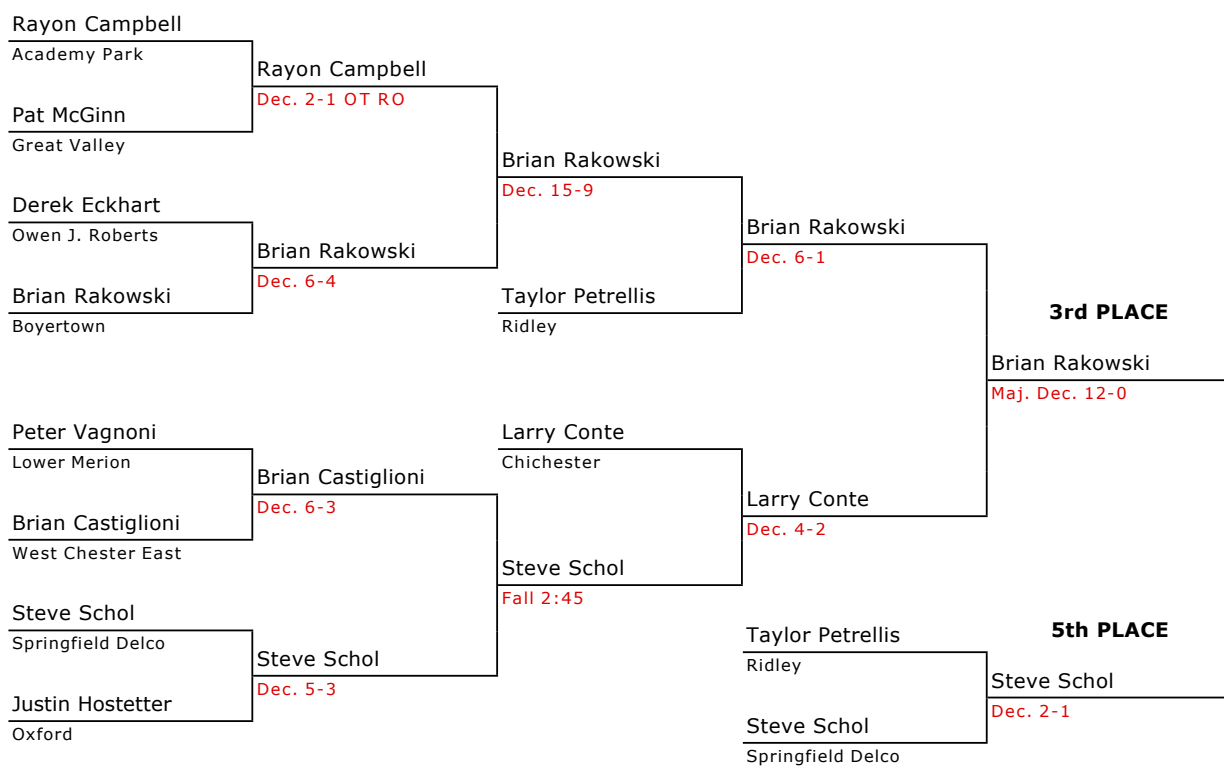 Rayon Campbell
Academy Park
Rayon Campbell
Dec. 2-1 OT RO
Pat McGinn
Great Valley
Brian Rakowski
Dec. 15-9
Derek Eckhart
Owen J. Roberts
Brian Rakowski
Dec. 6-4
Brian Rakowski
Boyertown
Brian Rakowski
Dec. 6-1
Taylor Petrellis
Ridley
3rd PLACE
Brian Rakowski
Maj. Dec. 12-0
Peter Vagnoni
Lower Merion
Brian Castiglioni
Dec. 6-3
Brian Castiglioni
West Chester East
Larry Conte
Chichester
Larry Conte
Dec. 4-2
Steve Schol
Fall 2:45
Steve Schol
Springfield Delco
Steve Schol
Dec. 5-3
Justin Hostetter
Oxford
5th PLACE
Taylor Petrellis
Ridley
Steve Schol
Dec. 2-1
Steve Schol
Springfield Delco